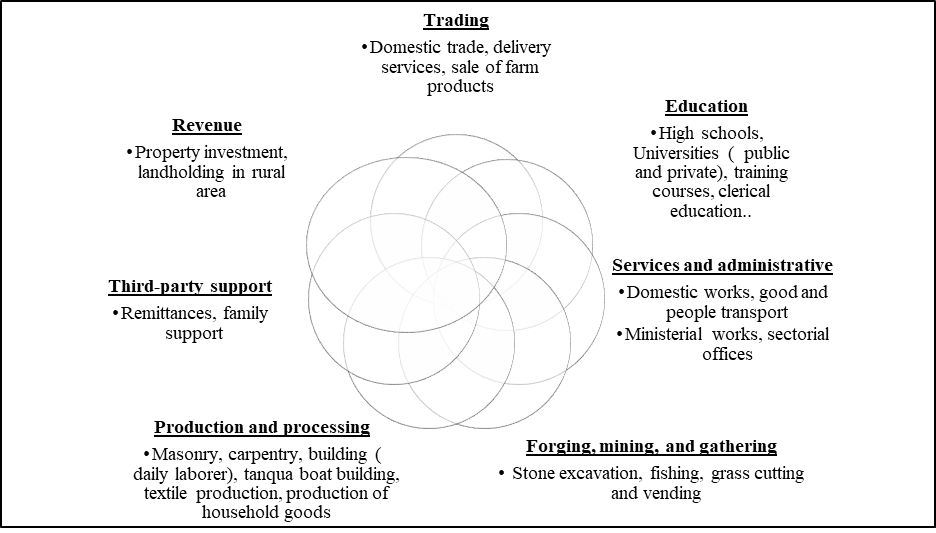 Trading
•Domestic trade, delivery
services, sale of farm
products
Education
•High schools,
Universities ( public
and private), training
courses, clerical
education..
Revenue
•Property investment,
landholding in rural
area
Services and administrative
•Domestic works, good and
people transport
•Ministerial works, sectorial
offices
Third-party support
•Remittances, family
support
Production and processing
•Masonry, carpentry, building (
daily laborer), tanqua boat building,
textile production, production of
household goods
Forging, mining, and gathering
• Stone excavation, fishing, grass cutting
and vending